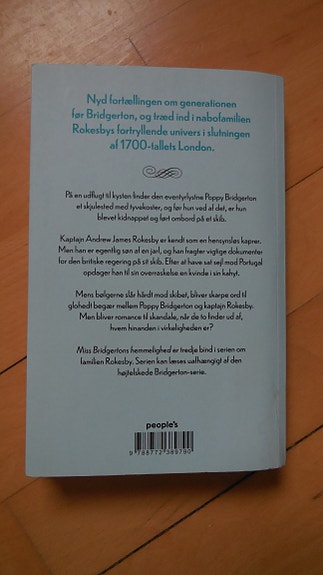 Nyd fortællingen om generationen
før Bridgerton, og træd ind i nabofamilien
Rokesbys fortryllende univers i slutningen
af 1700-tallets London.
På en udflugt til kysten finder den eventyrlystne Poppy Bridgerton
et skjulested med tyvekoster, og før hun ved af det, er hun
blevet kidnappet og ført ombord på et skib.
Kaptajn Andrew James Rokesby er kendt som en hensynsløs kaprer.
Men han er egentlig søn af en jarl, og han fragter vigtige dokumenter
for den britiske regering på sit skib. Efter at have sat sejl mod Portugal
opdager han til sin overraskelse en kvinde i sin kahyt.
Mens bølgerne slår hårdt mod skibet, bliver skarpe ord til
glohedt begær mellem Poppy Bridgerton og kaptajn Rokesby.
Men bliver romance til skandale, når de to finder ud af,
hvem hinanden i virkeligheden er?
Miss Bridgertons hemmelighed er tredje bind i serien om
familien Rokesby. Serien kan læses uafhængigt af den
højtelskede Bridgerton-serie.
people's
9 788772 389790